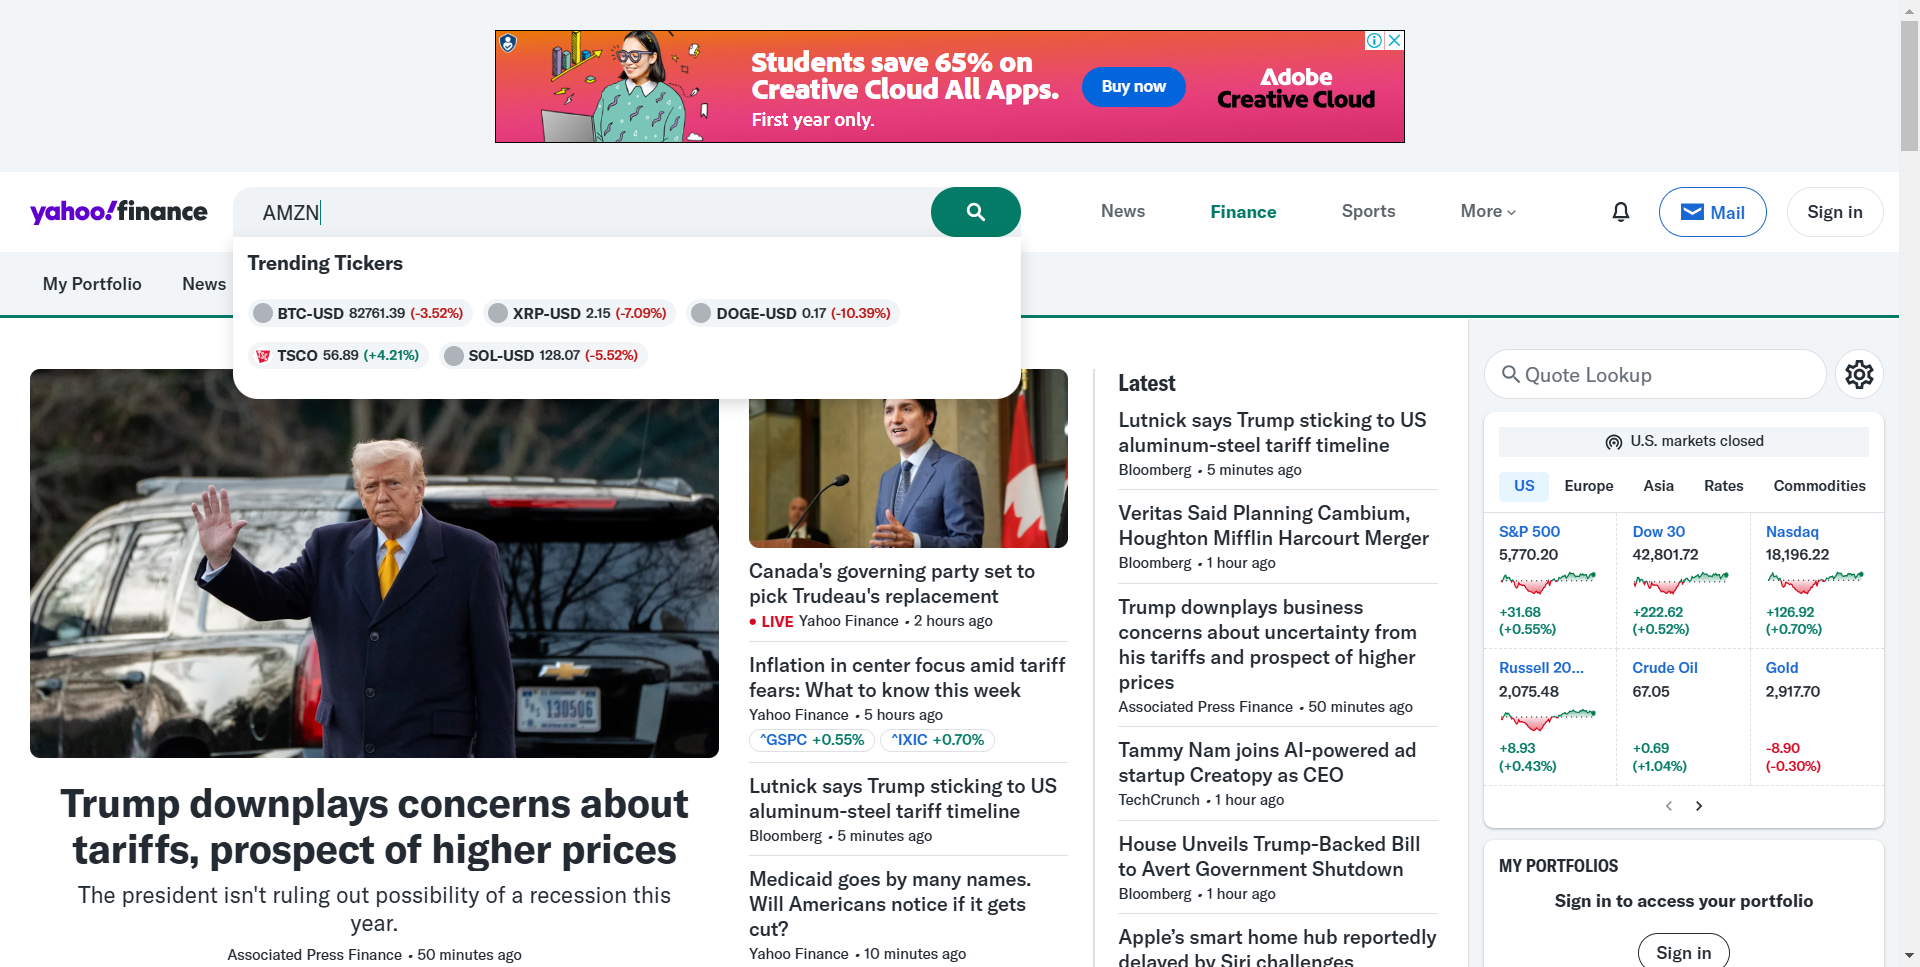 Students save 65% on
Creative Cloud All Apps.
First year only.
Buy now
Adobe
Creative Cloud
yahoo!finance
AMZN
News
Finance
Sports
More
Mail
Sign in
My Portfolio
News
Trending Tickers
BTC-USD 82761.39 (-3.52%)
XRP-USD 2.15 (-7.09%)
DOGE-USD 0.17 (-10.39%)
TSCO 56.89 (+4.21%)
SOL-USD 128.07 (-5.52%)
Trump downplays concerns about
tariffs, prospect of higher prices
The president isn't ruling out possibility of a recession this
year.
Associated Press Finance • 50 minutes ago
Canada's governing party set to
pick Trudeau's replacement
• LIVE Yahoo Finance • 2 hours ago
Inflation in center focus amid tariff
fears: What to know this week
Yahoo Finance • 5 hours ago
^GSPC +0.55%
^IXIC +0.70%
Lutnick says Trump sticking to US
aluminum-steel tariff timeline
Bloomberg • 5 minutes ago
Medicaid goes by many names.
Will Americans notice if it gets
cut?
Yahoo Finance • 10 minutes ago
Latest
Lutnick says Trump sticking to US
aluminum-steel tariff timeline
Bloomberg • 5 minutes ago
Veritas Said Planning Cambium,
Houghton Mifflin Harcourt Merger
Bloomberg • 1 hour ago
Trump downplays business
concerns about uncertainty from
his tariffs and prospect of higher
prices
Associated Press Finance • 50 minutes ago
Tammy Nam joins AI-powered ad
startup Creatopy as CEO
TechCrunch • 1 hour ago
House Unveils Trump-Backed Bill
to Avert Government Shutdown
Bloomberg • 1 hour ago
Apple's smart home hub reportedly
delayed by Siri challenges
Quote Lookup
U.S. markets closed
US
Europe
Asia
Rates
Commodities
S&P 500
5,770.20
+31.68
(+0.55%)
Dow 30
42,801.72
+222.62
(+0.52%)
Nasdaq
18,196.22
+126.92
(+0.70%)
Russell 20...
2,075.48
+8.93
(+0.43%)
Crude Oil
67.05
+0.69
(+1.04%)
Gold
2,917.70
-8.90
(-0.30%)
MY PORTFOLIOS
Sign in to access your portfolio
Sign in